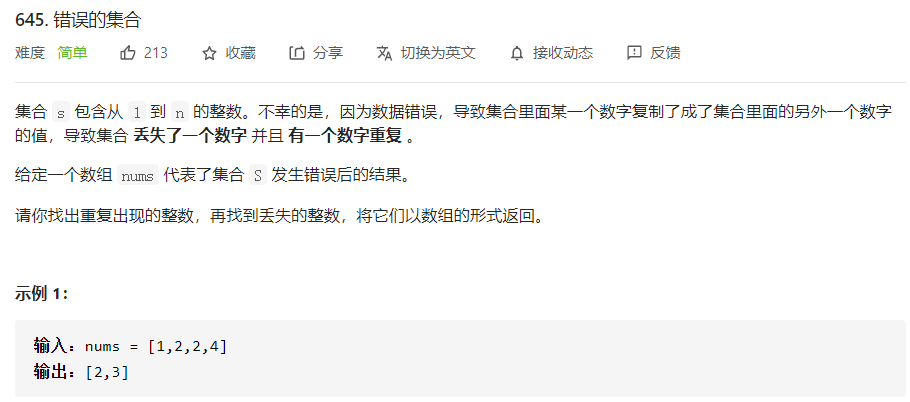 645. 错误的集合
难度 简单 213 收藏 分享 切换为英文 接收动态 反馈
集合 s 包含从 1 到 n 的整数。不幸的是，因为数据错误，导致集合里面某一个数字复制了成了集合里面的另外一个数字
的值，导致集合 丢失了一个数字 并且 有一个数字重复 。
给定一个数组 nums 代表了集合 S 发生错误后的结果。
请你找出重复出现的整数，再找到丢失的整数，将它们以数组的形式返回。
示例 1：
输入：nums = [1,2,2,4]
输出：[2,3]